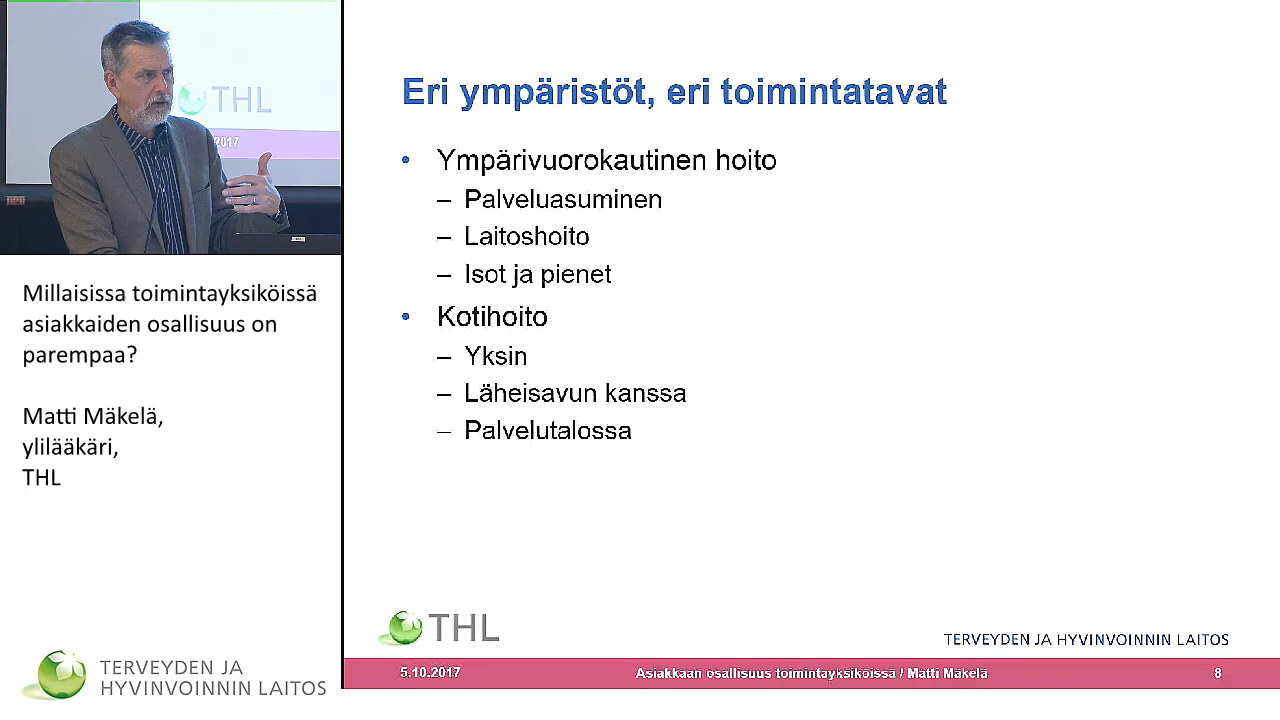 THL
2017
Millaisissa toimintayksiköissä
asiakkaiden osallisuus on
parempaa?
Matti Mäkelä,
ylilääkäri,
THL
TERVEYDEN JA
HYVINVOINNIN LAITOS
Eri ympäristöt, eri toimintatavat
• Ympärivuorokautinen hoito
– Palveluasuminen
– Laitoshoito
– Isot ja pienet
• Kotihoito
– Yksin
– Läheisavun kanssa
– Palvelutalossa
THL
TERVEYDEN JA HYVINVOINNIN LAITOS
5.10.2017
Asiakkaan osallisuus toimintayksiköissä / Matti Mäkelä
8